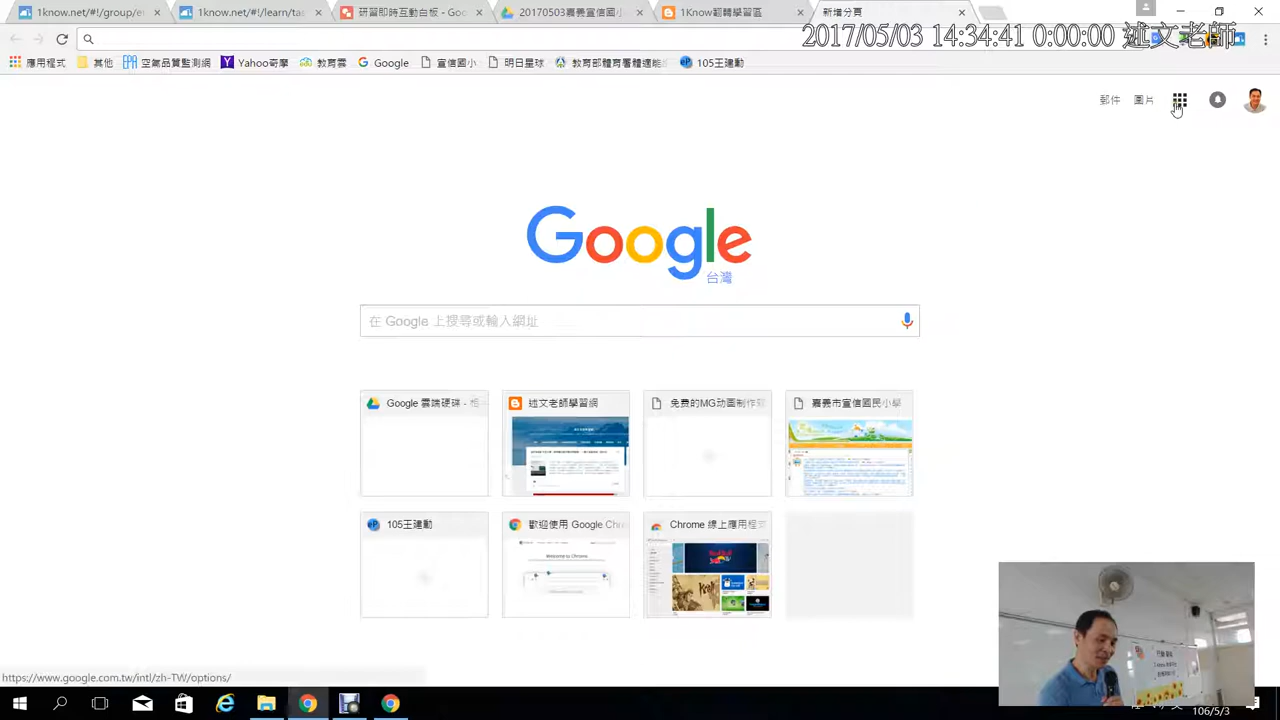 1know.net/#!/group/e
1know.net/#!/learn/tas
研習即時互動白板 - Goo
20170503嘉義宣信國小
1Know翻轉學習區
新增分頁
2017/05/03 14:34:41 0:00:00 述文老師
應用程式
其他
空氣品質監測網
Yahoo奇摩
教育雲
Google
宣信國小
明日星球
教育部體育署體適能
105王建勳
郵件
圖片
Google
台灣
在 Google 上搜尋或輸入網址
Google 雲端硬碟 -
述文老師學習網
免费的MG动画制作
嘉義市宣信國民小學
105王建勳
歡迎使用 Google Chr
Chrome 線上應用程式
Welcome to Chrome
https://www.google.com.tw/intl/zh-TW/options/
106/5/3